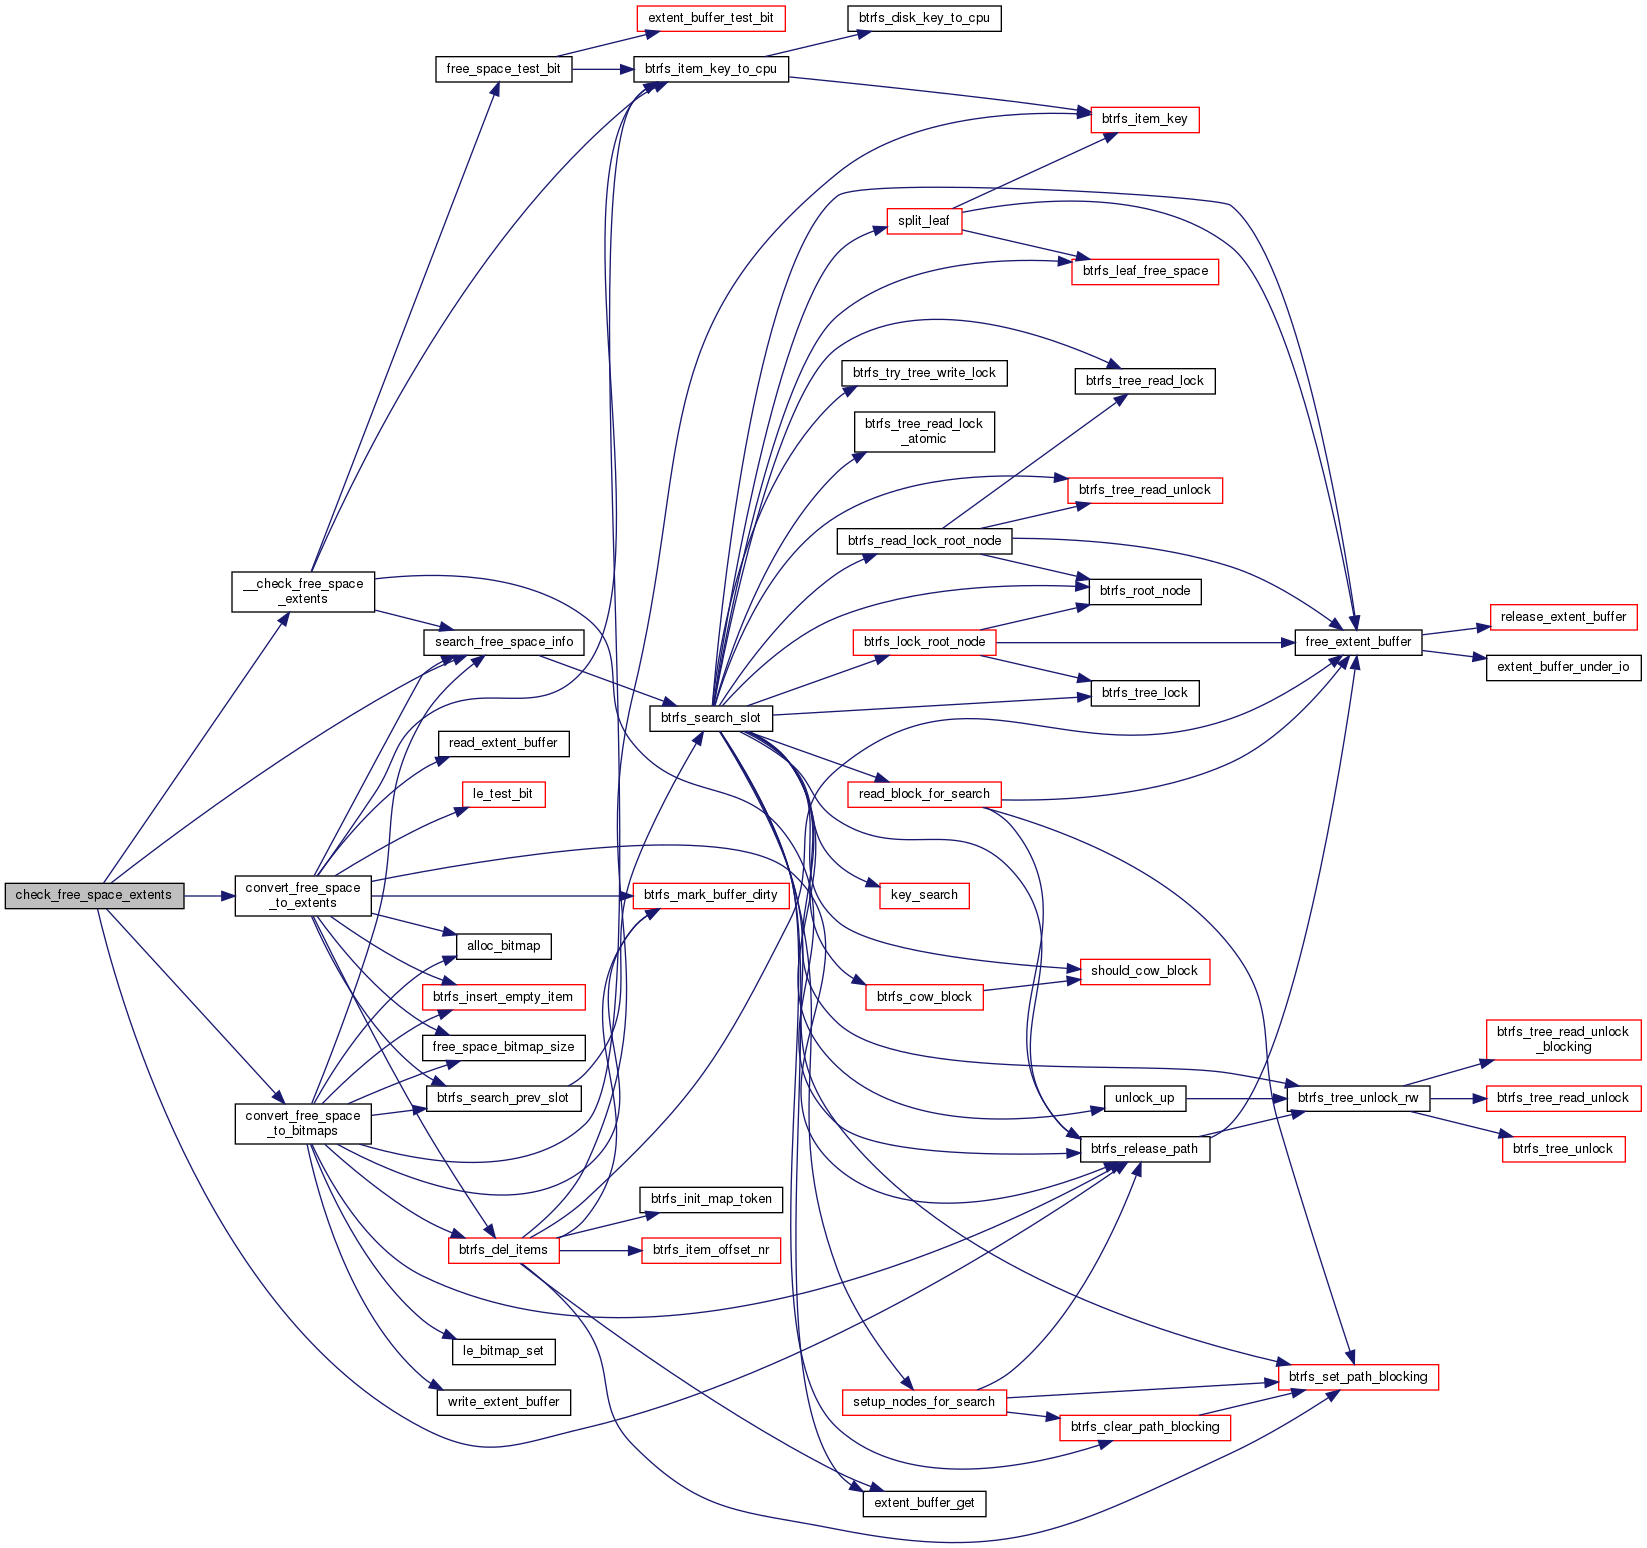 extent_buffer_test_bit
btrfs_disk_key_to_cpu
free_space_test_bit
btrfs_item_key_to_cpu
btrfs_item_key
split_leaf
btrfs_leaf_free_space
btrfs_try_tree_write_lock
btrfs_tree_read_lock
btrfs_tree_read_lock
_atomic
btrfs_tree_read_unlock
btrfs_read_lock_root_node
__check_free_space
_extents
btrfs_root_node
release_extent_buffer
search_free_space_info
btrfs_lock_root_node
free_extent_buffer
extent_buffer_under_io
btrfs_tree_lock
btrfs_search_slot
read_extent_buffer
le_test_bit
read_block_for_search
check_free_space_extents
convert_free_space
_to_extents
btrfs_mark_buffer_dirty
key_search
alloc_bitmap
should_cow_block
btrfs_insert_empty_item
btrfs_cow_block
free_space_bitmap_size
btrfs_tree_read_unlock
_blocking
btrfs_search_prev_slot
unlock_up
btrfs_tree_unlock_rw
btrfs_tree_read_unlock
convert_free_space
_to_bitmaps
btrfs_release_path
btrfs_tree_unlock
btrfs_init_map_token
btrfs_del_items
btrfs_item_offset_nr
le_bitmap_set
btrfs_set_path_blocking
write_extent_buffer
setup_nodes_for_search
btrfs_clear_path_blocking
extent_buffer_get